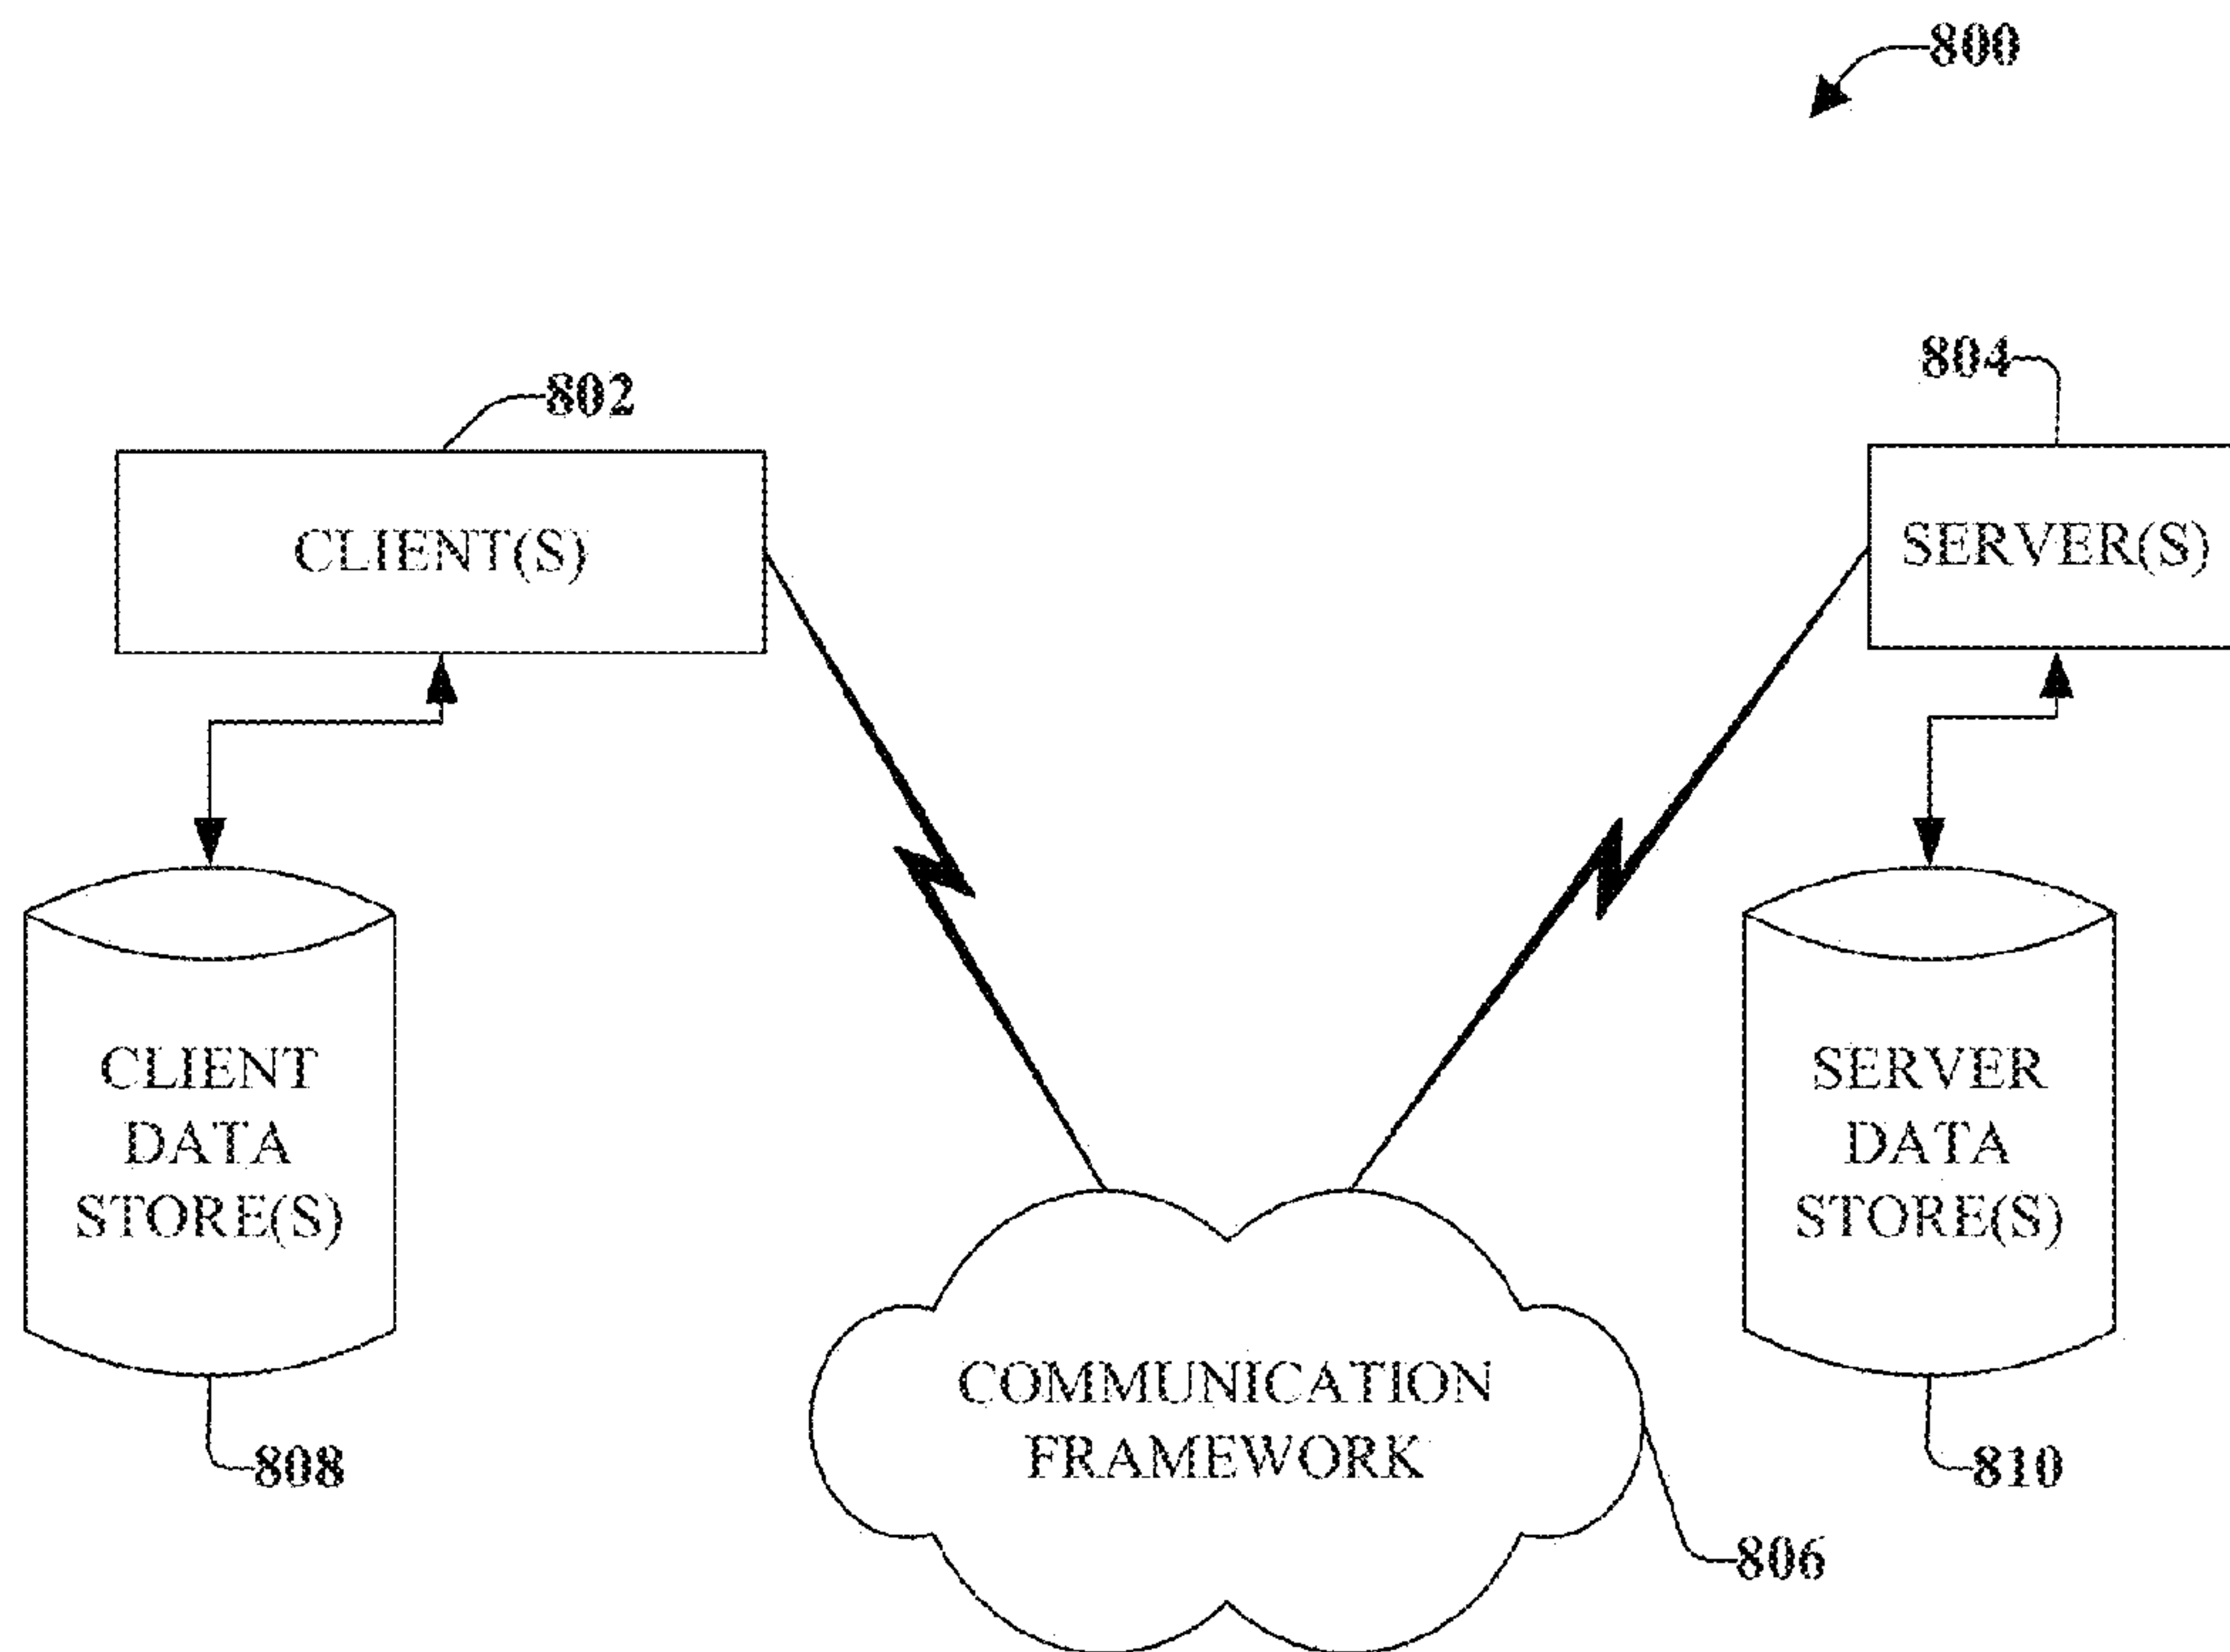 800
802
804
CLIENT(S)
SERVER(S)
CLIENT
DATA
STORE(S)
SERVER
DATA
STORE(S)
COMMUNICATION
FRAMEWORK
808
810
806